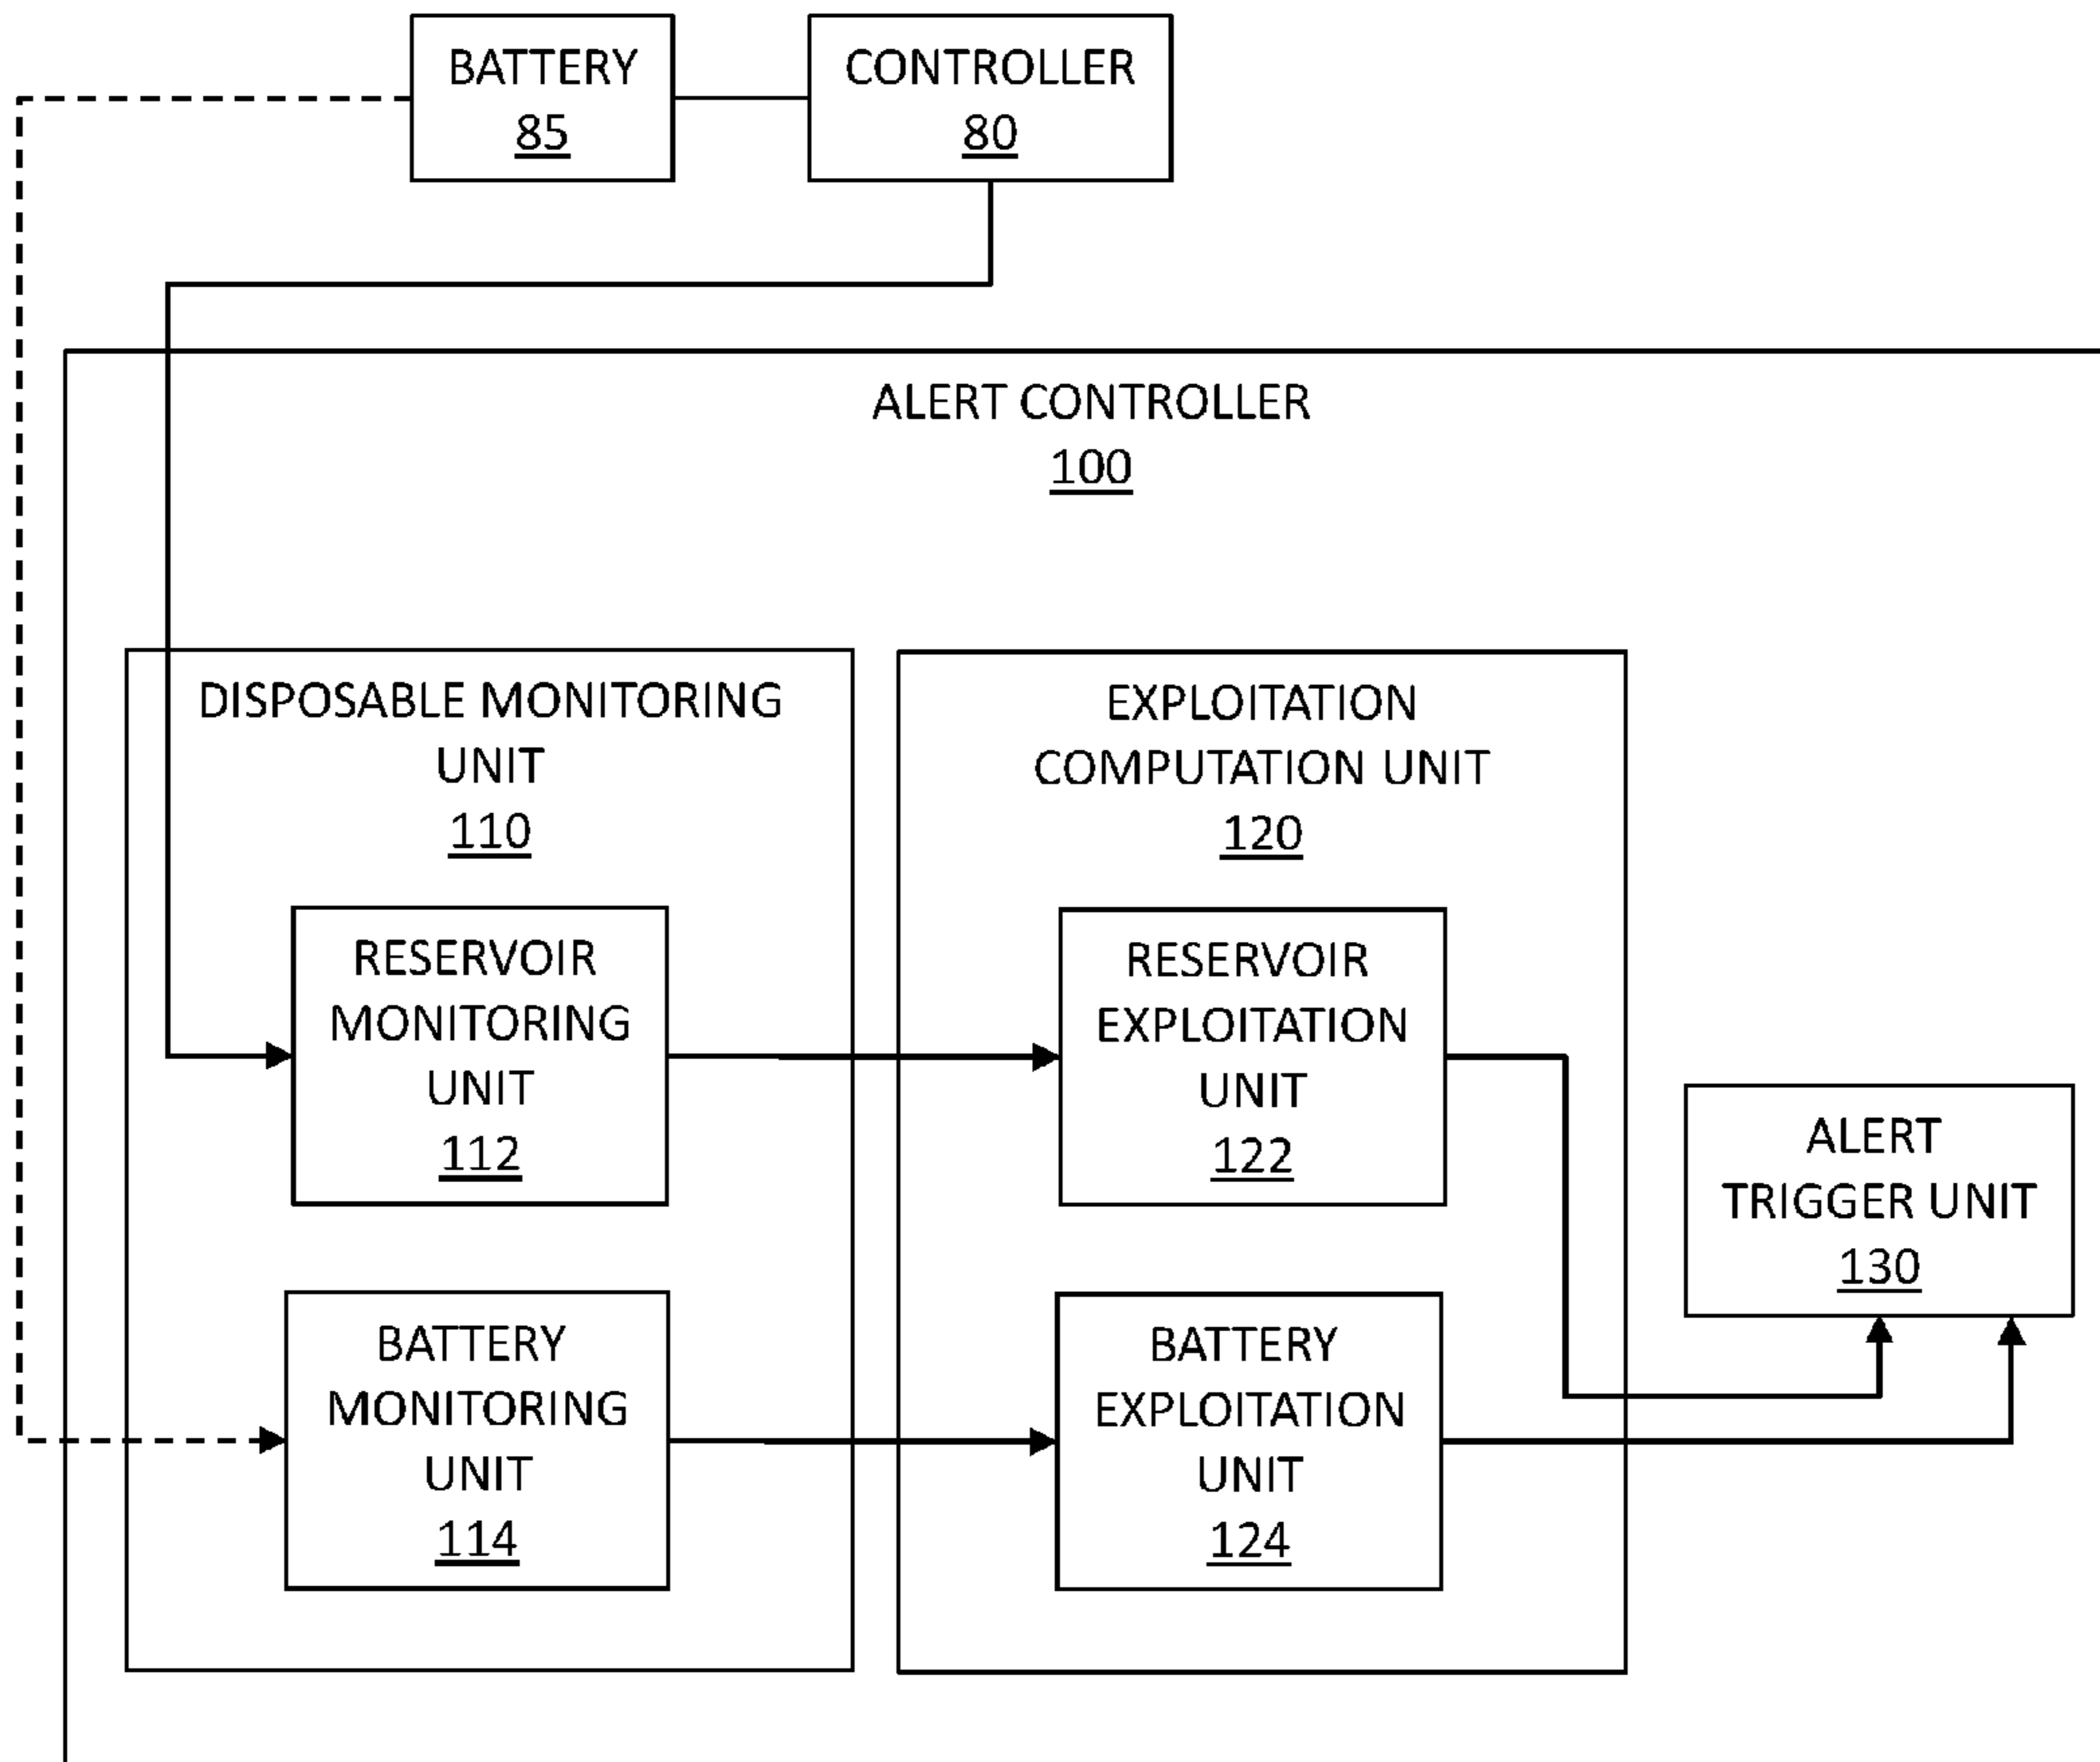 BATTERY
85
CONTROLLER
80
ALERT CONTROLLER
100
DISPOSABLE MONITORING
UNIT
110
EXPLOITATION
COMPUTATION UNIT
120
RESERVOIR
MONITORING
UNIT
112
RESERVOIR
EXPLOITATION
UNIT
122
ALERT
TRIGGER UNIT
130
BATTERY
MONITORING
UNIT
114
BATTERY
EXPLOITATION
UNIT
124